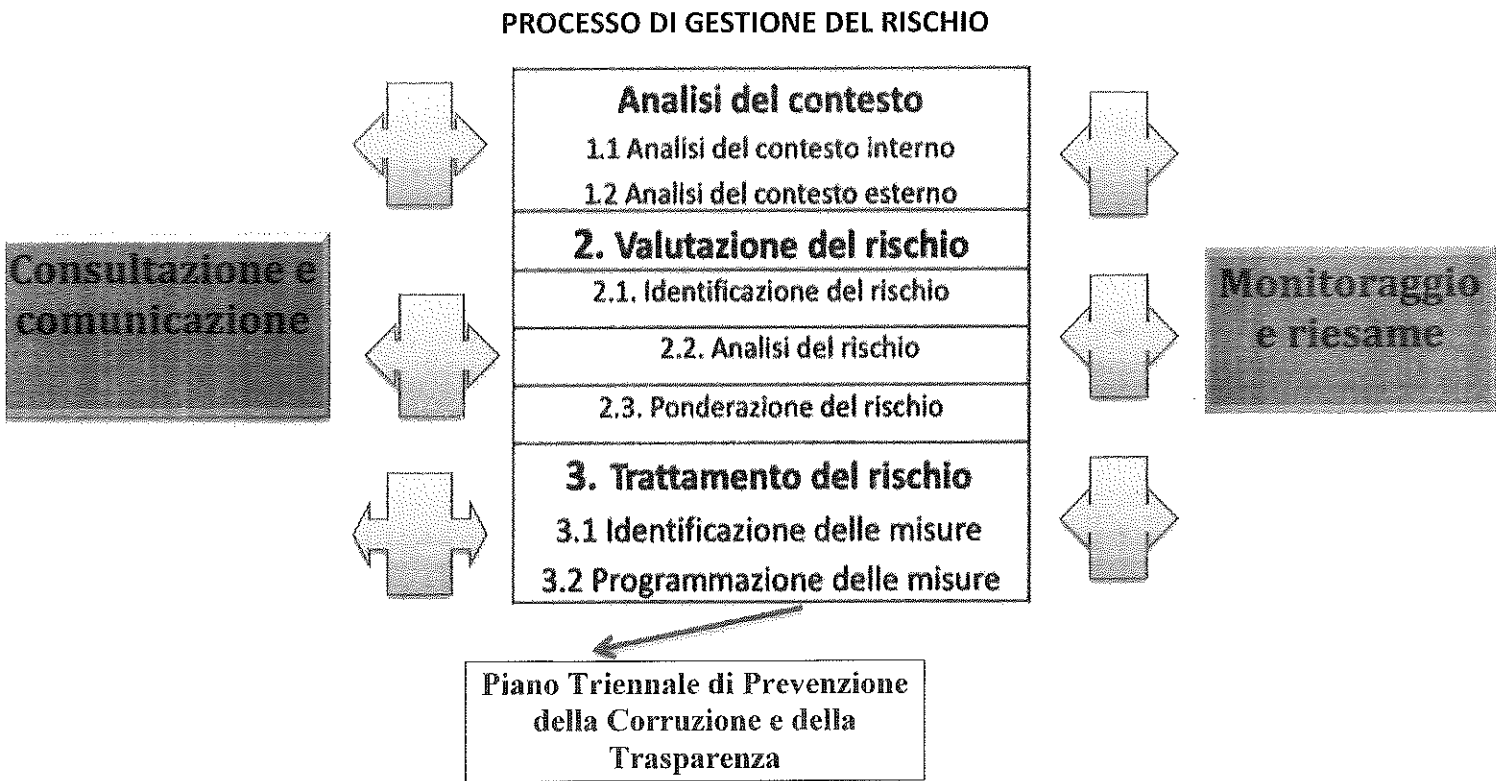 PROCESSO DI GESTIONE DEL RISCHIO
Analisi del contesto
1.1 Analisi del contesto interno
1.2 Analisi del contesto esterno
2. Valutazione del rischio
2.1. Identificazione del rischio
2.2. Analisi del rischio
2.3. Ponderazione del rischio
3. Trattamento del rischio
3.1 Identificazione delle misure
3.2 Programmazione delle misure
Consultazione e
comunicazione
Monitoraggio
e riesame
Piano Triennale di Prevenzione
della Corruzione e della
Trasparenza